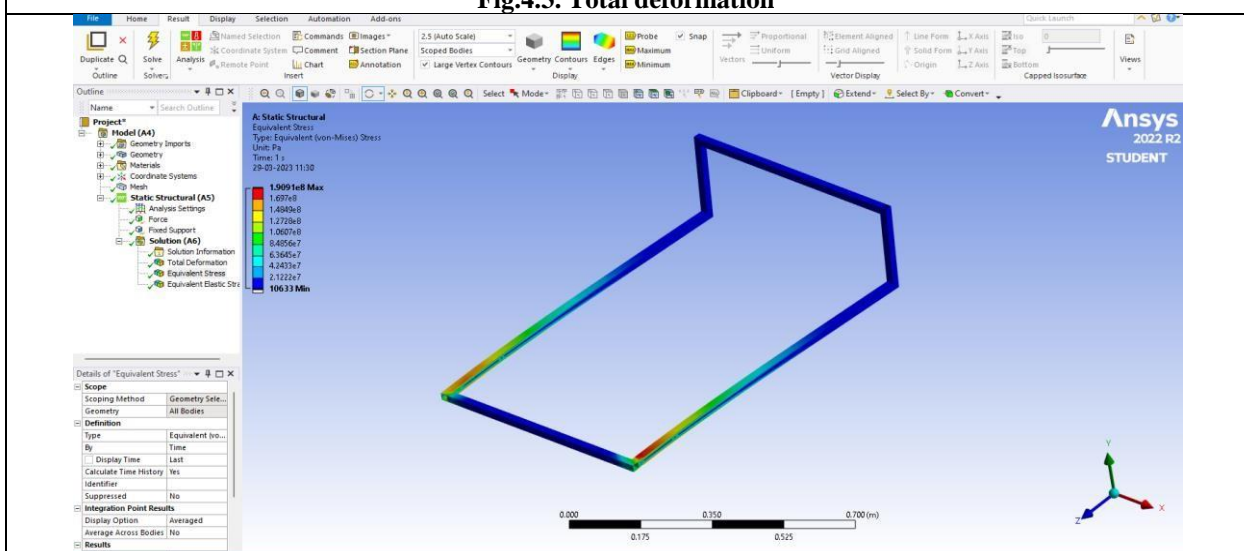 Fig.4.5. Total deformation
File Home Result Display Selection Automation Add-ons Quick Launch
Duplicate Q Solve Analysis Named Selection Commands Images 2.5 (Auto Scale) Probe Snap Proportional Element Aligned Line Form X Axis Iso 0
Coordinate System Comment Section Plane Scoped Bodies Geometry Contours Edges Maximum Vectors Uniform Grid Aligned Solid Form Y Axis Top Views
Remote Point Chart Annotation Large Vertex Contours Minimum Origin Z Axis Bottom
Outline Solver Insert Display Vector Display Capped Isosurface
Outline
Select Mode Clipboard [Empty] Extend Select By Convert
Name Search Outline
Project*
Model (A4)
Geometry Imports
Geometry
Materials
Coordinate Systems
Mesh
Static Structural (A5)
Analysis Settings
Force
Fixed Support
Solution (A6)
Solution Information
Total Deformation
Equivalent Stress
Equivalent Elastic Stra
A: Static Structural
Equivalent Stress
Type: Equivalent (von-Mises) Stress
Unit: Pa
Time: 1 s
29-03-2023 11:30
1.9091e8 Max
1.697e8
1.4849e8
1.2728e8
1.0607e8
8.4856e7
6.3645e7
4.2433e7
2.1222e7
10633 Min
Ansys
2022 R2
STUDENT
Details of "Equivalent Stress"
Scope
Scoping Method Geometry Sele...
Geometry All Bodies
Definition
Type Equivalent (vo...
By Time
Display Time Last
Calculate Time History Yes
Identifier
Suppressed No
Integration Point Results
Display Option Averaged
Average Across Bodies No
Results
0.000 0.350 0.700 (m)
0.175 0.525
Y
X
Z